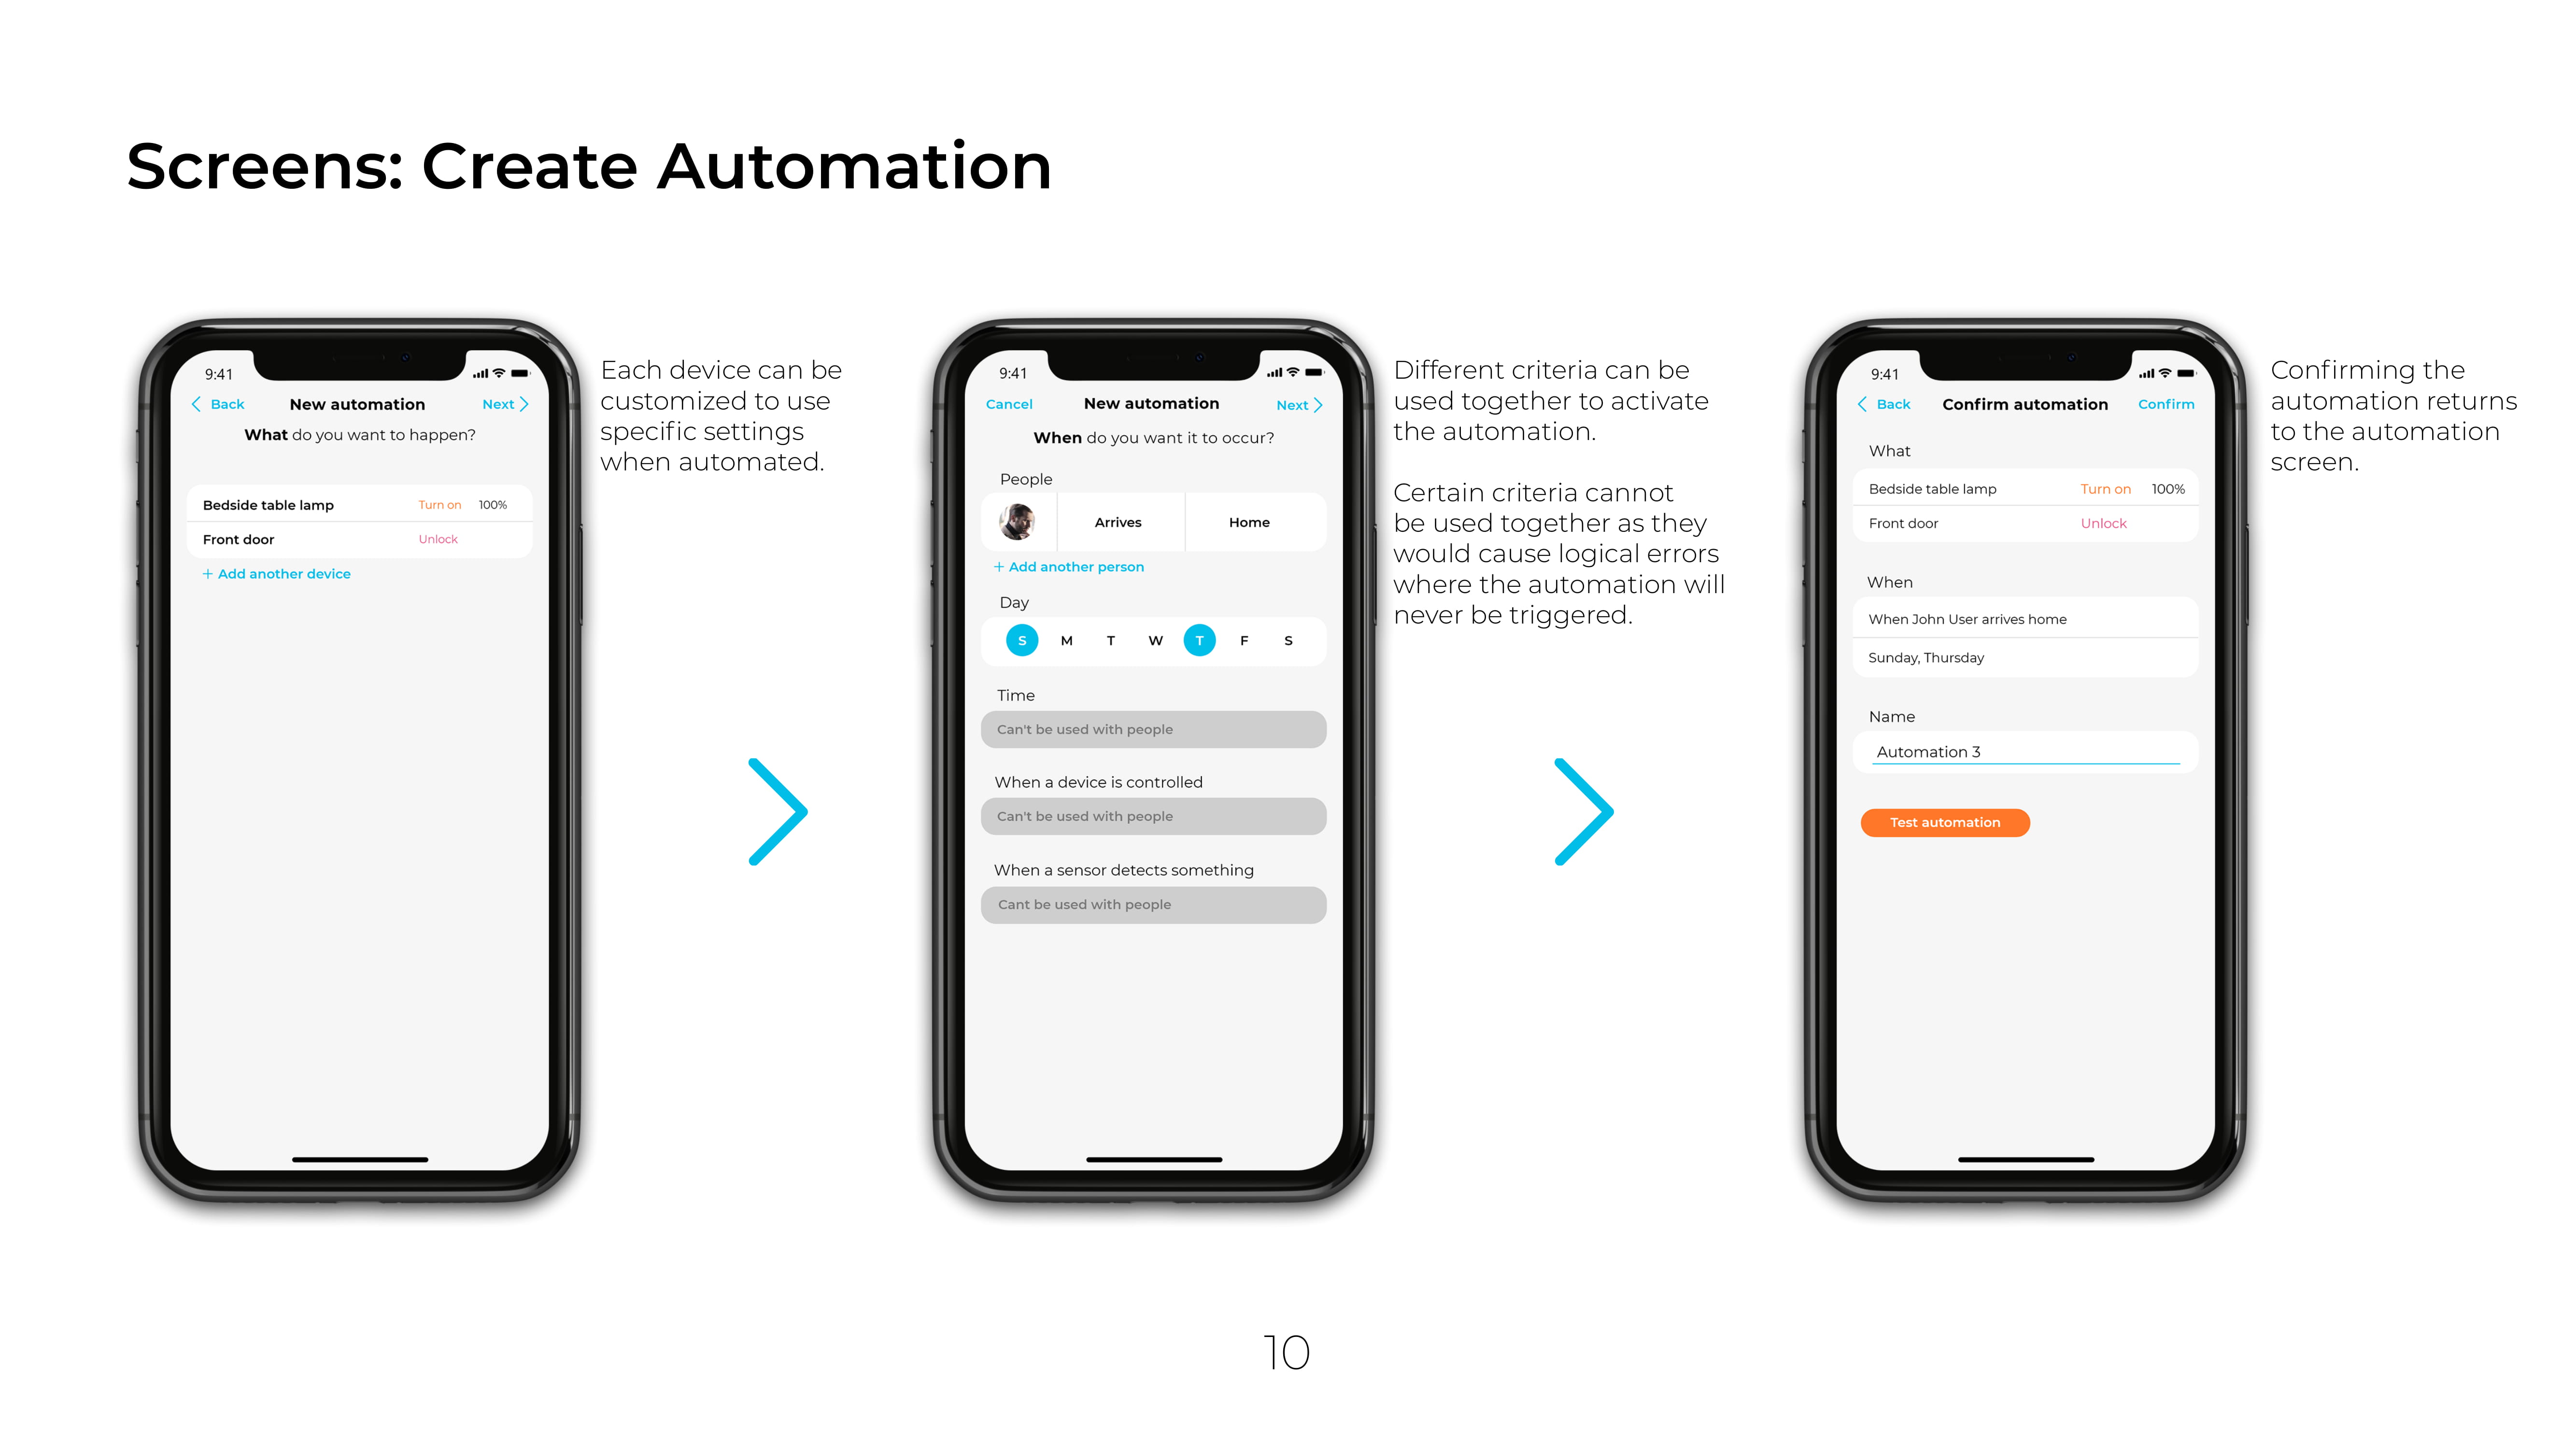 Screens: Create Automation
9:41
Back
New automation
Next
What do you want to happen?
Bedside table lamp
Turn on
100%
Front door
Unlock
+ Add another device
Each device can be
customized to use
specific settings
when automated.
9:41
Cancel
New automation
Next
When do you want it to occur?
People
Arrives
Home
+ Add another person
Day
S M T W T F S
Time
Can't be used with people
When a device is controlled
Can't be used with people
When a sensor detects something
Cant be used with people
Different criteria can be
used together to activate
the automation.
Certain criteria cannot
be used together as they
would cause logical errors
where the automation will
never be triggered.
9:41
Back
Confirm automation
Confirm
What
Bedside table lamp
Turn on
100%
Front door
Unlock
When
When John User arrives home
Sunday, Thursday
Name
Automation 3
Test automation
Confirming the
automation returns
to the automation
screen.
10